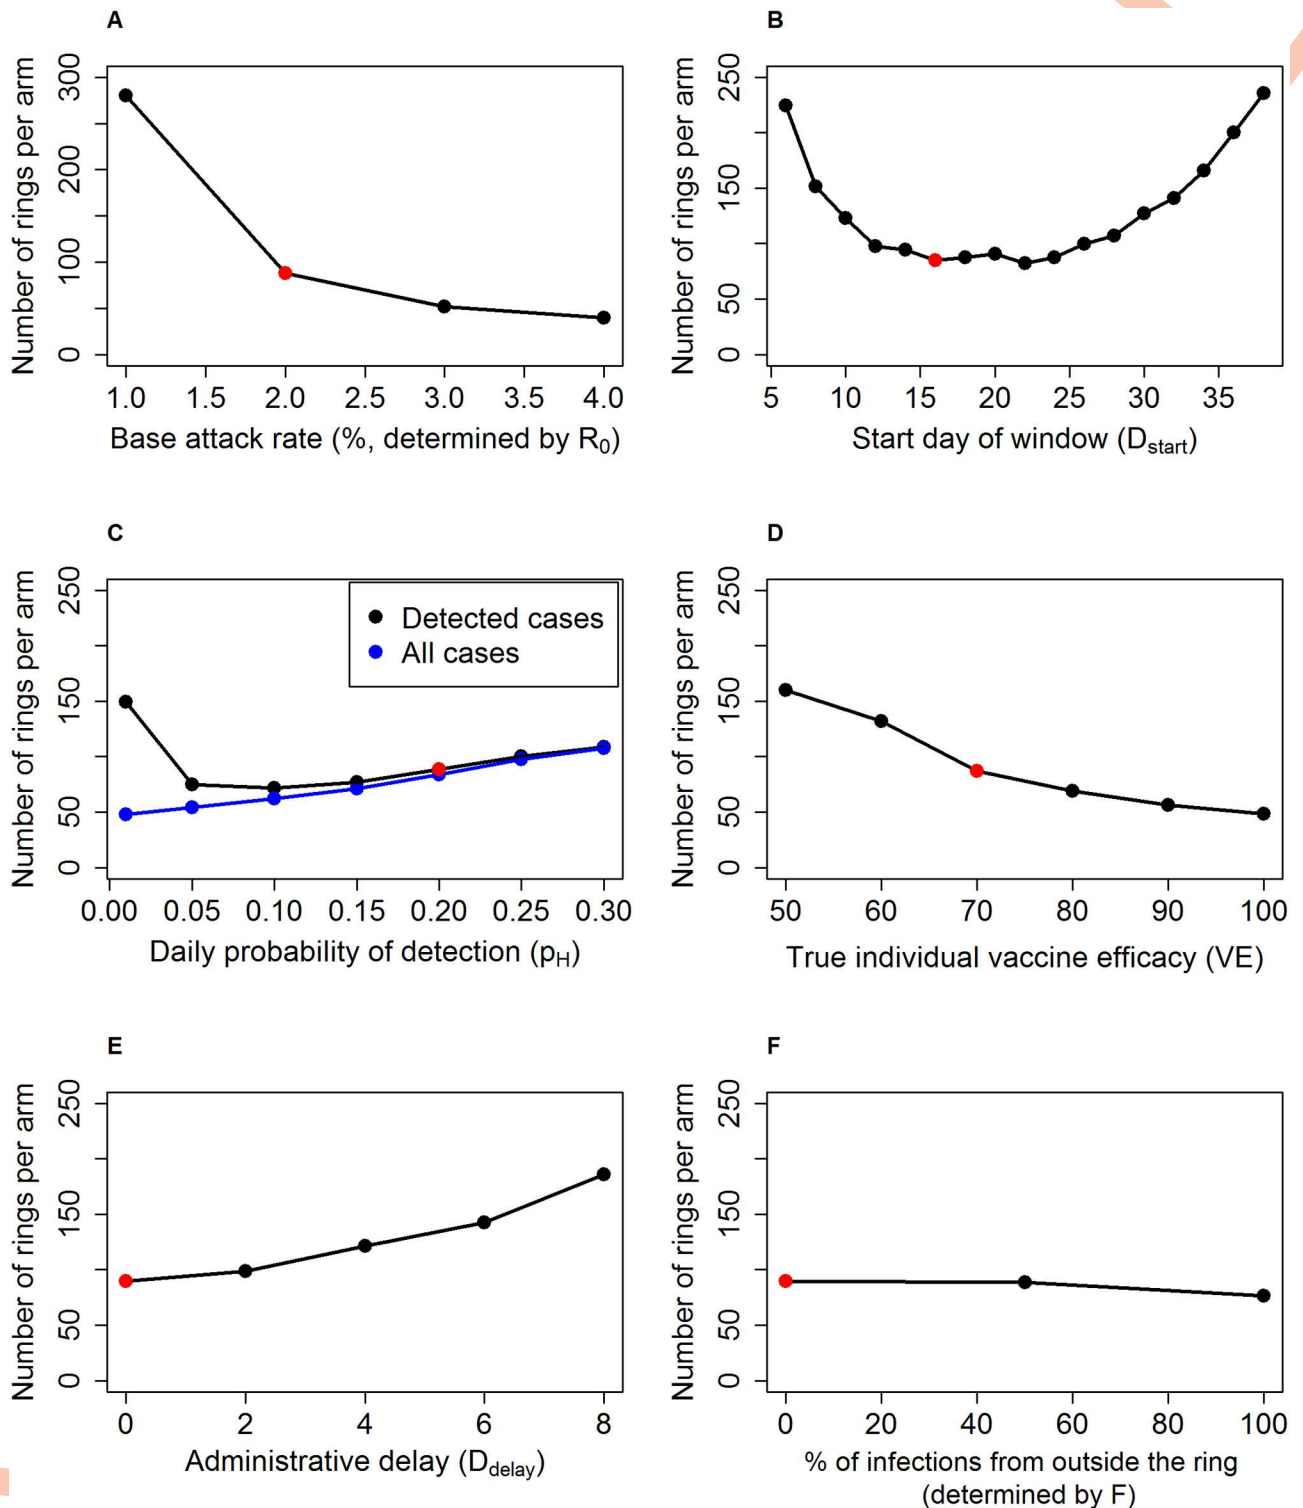 A
Number of rings per arm
0 100 200 300
1.0 1.5 2.0 2.5 3.0 3.5 4.0
Base attack rate (%, determined by R₀)
B
Number of rings per arm
0 50 150 250
5 10 15 20 25 30 35
Start day of window (Dstart)
C
Number of rings per arm
0 50 150 250
Detected cases
All cases
0.00 0.05 0.10 0.15 0.20 0.25 0.30
Daily probability of detection (pH)
D
Number of rings per arm
0 50 150 250
50 60 70 80 90 100
True individual vaccine efficacy (VE)
E
Number of rings per arm
0 50 150 250
0 2 4 6 8
Administrative delay (Ddelay)
F
Number of rings per arm
0 50 150 250
0 20 40 60 80 100
% of infections from outside the ring
(determined by F)